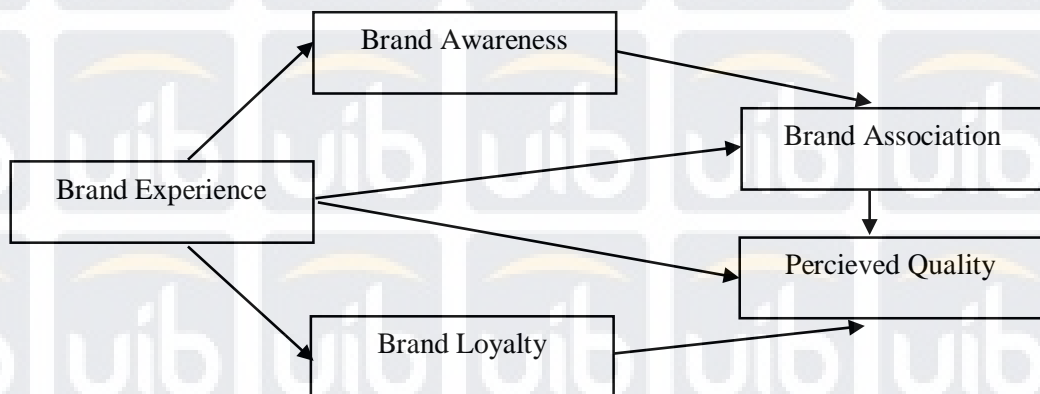 Brand Awareness
Brand Association
Brand Experience
Percieved Quality
Brand Loyalty